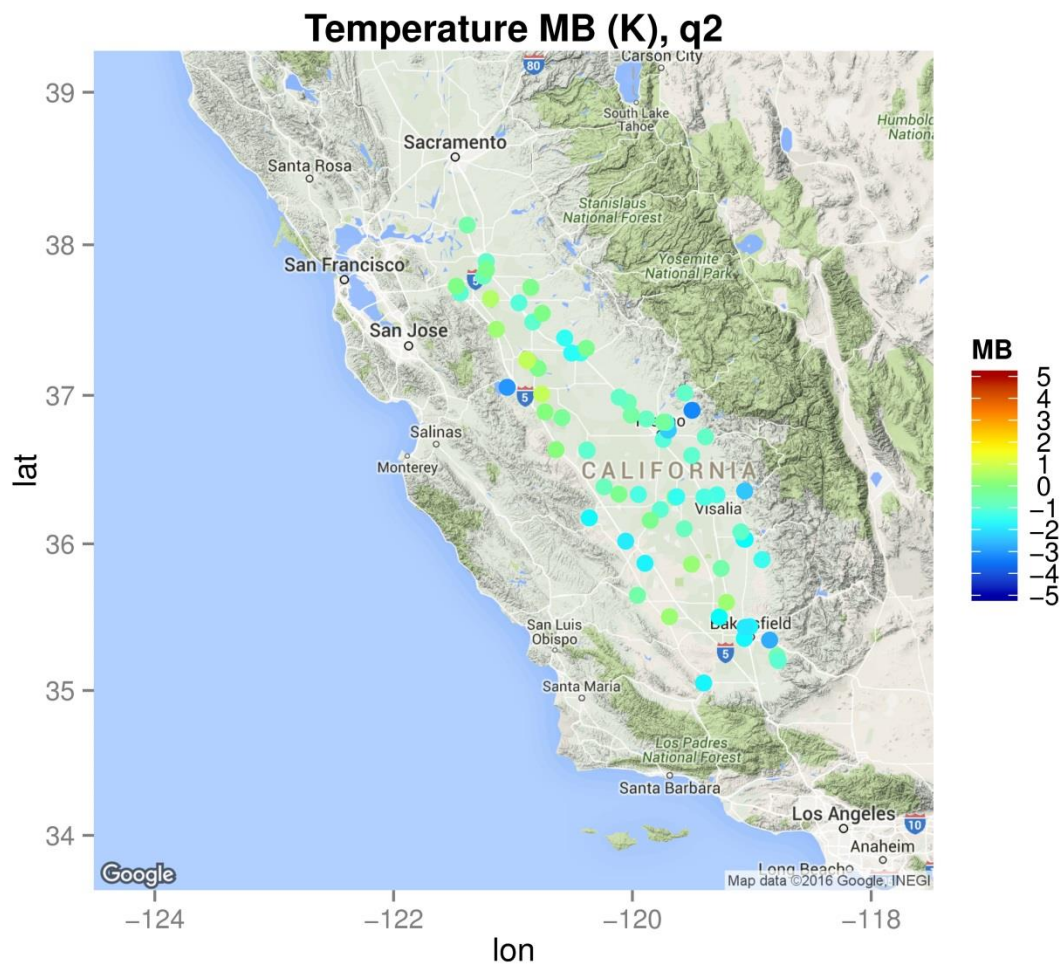 Temperature MB (K), q2
80
Carson City
39
South Lake
Tahoe
Humbol
Nation
Sacramento
Santa Rosa
Stanislaus
National Forest
38
San Francisco
5
Yosemite
National Park
San Jose
MB
5
4
3
2
1
0
−1
−2
−3
−4
−5
37
5
Salinas
Monterey
lat
CALIFORNIA
Visalia
36
San Luis
Obispo
Bakersfield
5
35
Santa Maria
Los Padres
National Forest
Santa Barbara
Los Angeles
10
34
Anaheim
Long Beach
Google
Map data ©2016 Google, INEGI
−124
−122
−120
−118
lon